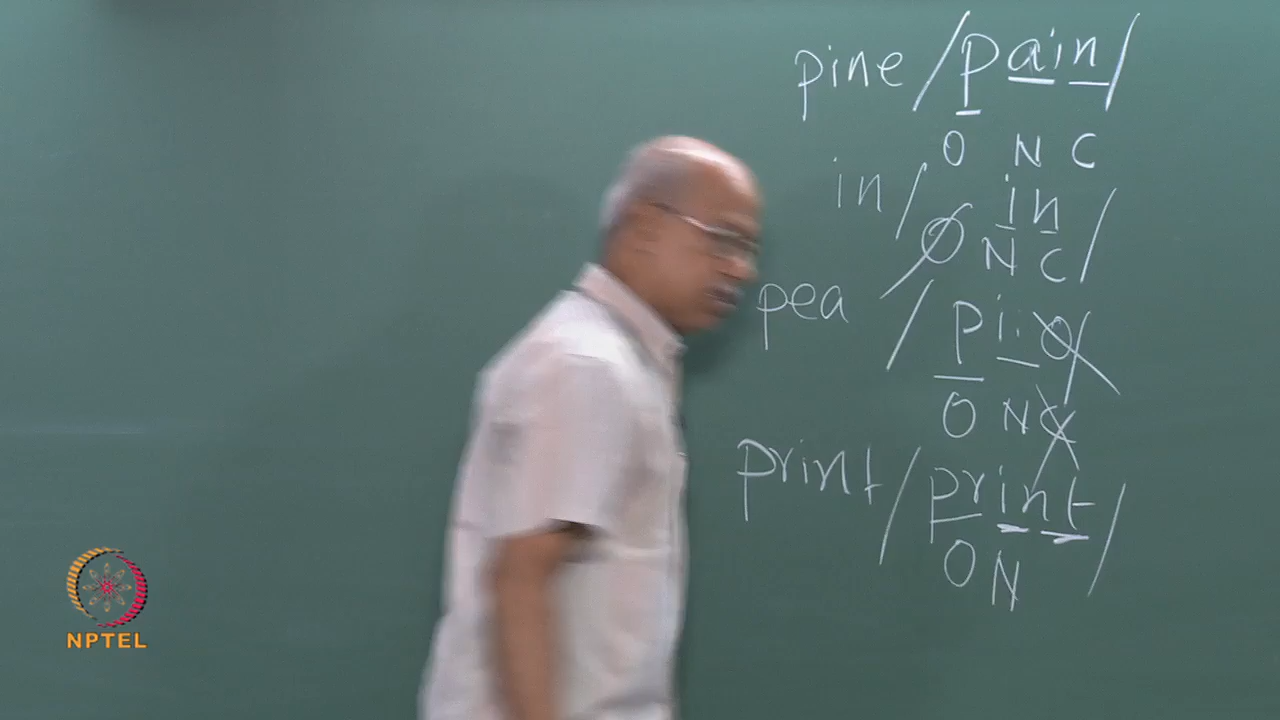 pine /pain/
O N C
in / in
Ø N C /
pea / pi: Ø /
O N C
print / print /
O N
NPTEL